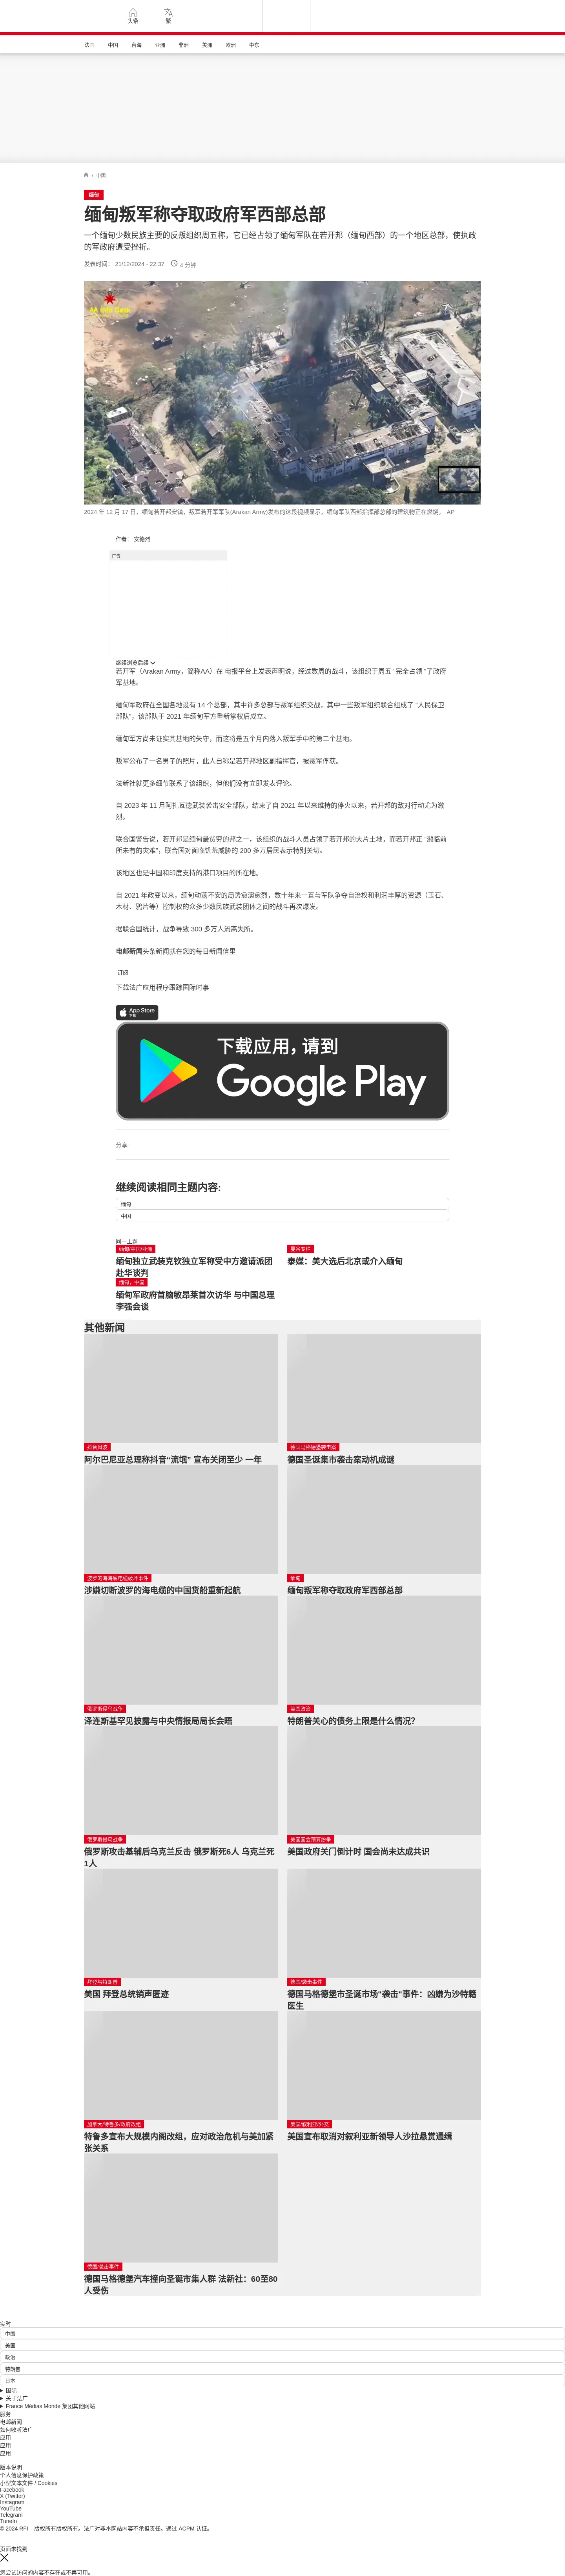 头条
繁
法国
中国
台海
亚洲
非洲
美洲
欧洲
中东
/ 法国
缅甸
缅甸叛军称夺取政府军西部总部
一个缅甸少数民族主要的反叛组织周五称，它已经占领了缅甸军队在若开邦（缅甸西部）的一个地区总部，使执政
的军政府遭受挫折。
发表时间： 21/12/2024 - 22:37
4 分钟
AA Info Desk
2024 年 12 月 17 日，缅甸若开邦安镇，叛军若开军军队(Arakan Army)发布的这段视频显示，缅甸军队西部指挥部总部的建筑物正在燃烧。 AP
作者： 安德烈
广告
继续浏览后续
若开军（Arakan Army，简称AA）在 电报平台上发表声明说，经过数周的战斗，该组织于周五 “完全占领 ”了政府
军基地。
缅甸军政府在全国各地设有 14 个总部，其中许多总部与叛军组织交战，其中一些叛军组织联合组成了 “人民保卫
部队”，该部队于 2021 年缅甸军方重新掌权后成立。
缅甸军方尚未证实其基地的失守，而这将是五个月内落入叛军手中的第二个基地。
叛军公布了一名男子的照片，此人自称是若开邦地区副指挥官，被叛军俘获。
法新社就更多细节联系了该组织，但他们没有立即发表评论。
自 2023 年 11 月阿扎瓦德武装袭击安全部队，结束了自 2021 年以来维持的停火以来，若开邦的敌对行动尤为激
烈。
联合国警告说，若开邦是缅甸最贫穷的邦之一，该组织的战斗人员占领了若开邦的大片土地，而若开邦正 “濒临前
所未有的灾难”，联合国对面临饥荒威胁的 200 多万居民表示特别关切。
该地区也是中国和印度支持的港口项目的所在地。
自 2021 年政变以来，缅甸动荡不安的局势愈演愈烈，数十年来一直与军队争夺自治权和利润丰厚的资源（玉石、
木材、鸦片等）控制权的众多少数民族武装团体之间的战斗再次爆发。
据联合国统计，战争导致 300 多万人流离失所。
电邮新闻头条新闻就在您的每日新闻信里
订阅
下载法广应用程序跟踪国际时事
App Store
下载
下载应用，请到
Google Play
分享 :
继续阅读相同主题内容:
缅甸
中国
同一主题
缅甸/中国/亚洲
缅甸独立武装克钦独立军称受中方邀请派团
赴华谈判
曼谷专栏
泰媒：美大选后北京或介入缅甸
缅甸、中国
缅甸军政府首脑敏昂莱首次访华 与中国总理
李强会谈
其他新闻
抖音风波
阿尔巴尼亚总理称抖音“流氓” 宣布关闭至少 一年
德国马格德堡袭击案
德国圣诞集市袭击案动机成谜
波罗的海海底电缆破坏事件
涉嫌切断波罗的海电缆的中国货船重新起航
缅甸
缅甸叛军称夺取政府军西部总部
俄罗斯侵乌战争
泽连斯基罕见披露与中央情报局局长会晤
美国政治
特朗普关心的债务上限是什么情况?
俄罗斯侵乌战争
俄罗斯攻击基辅后乌克兰反击 俄罗斯死6人 乌克兰死
1人
美国国会预算纷争
美国政府关门倒计时 国会尚未达成共识
拜登与特朗普
美国 拜登总统销声匿迹
德国/袭击事件
德国马格德堡市圣诞市场"袭击"事件：凶嫌为沙特籍
医生
加拿大/特鲁多/政府改组
特鲁多宣布大规模内阁改组，应对政治危机与美加紧
张关系
美国/叙利亚/外交
美国宣布取消对叙利亚新领导人沙拉悬赏通缉
德国/袭击事件
德国马格德堡汽车撞向圣诞市集人群 法新社：60至80
人受伤
实时
中国
美国
政治
特朗普
日本
国际
关于法广
France Médias Monde 集团其他网站
服务
电邮新闻
如何收听法广
应用
应用
应用
版本说明
个人信息保护政策
小型文本文件 / Cookies
Facebook
X (Twitter)
Instagram
YouTube
Telegram
TuneIn
© 2024 RFI – 版权所有版权所有。法广对非本网站内容不承担责任。通过 ACPM 认证。
页面未找到
您尝试访问的内容不存在或不再可用。